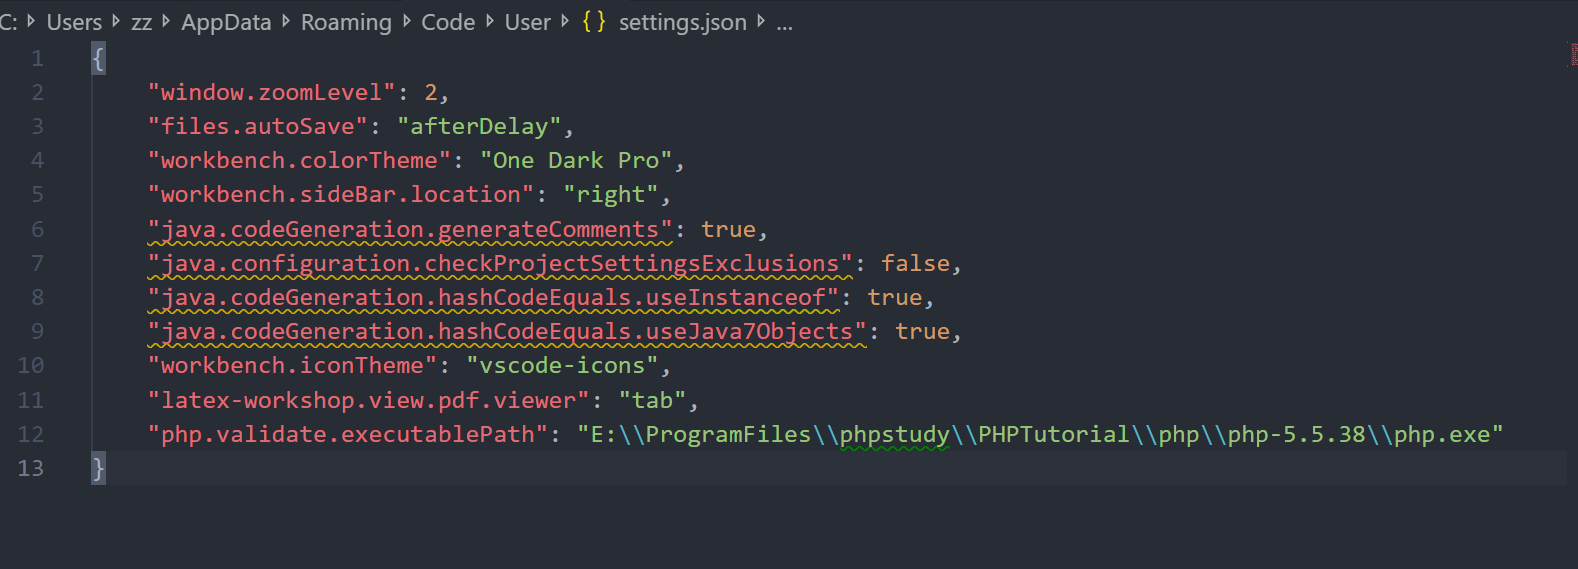 C: > Users > zz > AppData > Roaming > Code > User > {} settings.json > ...
1 {
2 "window.zoomLevel": 2,
3 "files.autoSave": "afterDelay",
4 "workbench.colorTheme": "One Dark Pro",
5 "workbench.sideBar.location": "right",
6 "java.codeGeneration.generateComments": true,
7 "java.configuration.checkProjectSettingsExclusions": false,
8 "java.codeGeneration.hashCodeEquals.useInstanceof": true,
9 "java.codeGeneration.hashCodeEquals.useJava7Objects": true,
10 "workbench.iconTheme": "vscode-icons",
11 "latex-workshop.view.pdf.viewer": "tab",
12 "php.validate.executablePath": "E:\\ProgramFiles\\phpstudy\\PHPTutorial\\php\\php-5.5.38\\php.exe"
13 }